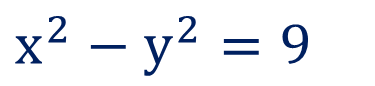 x² − y² = 9